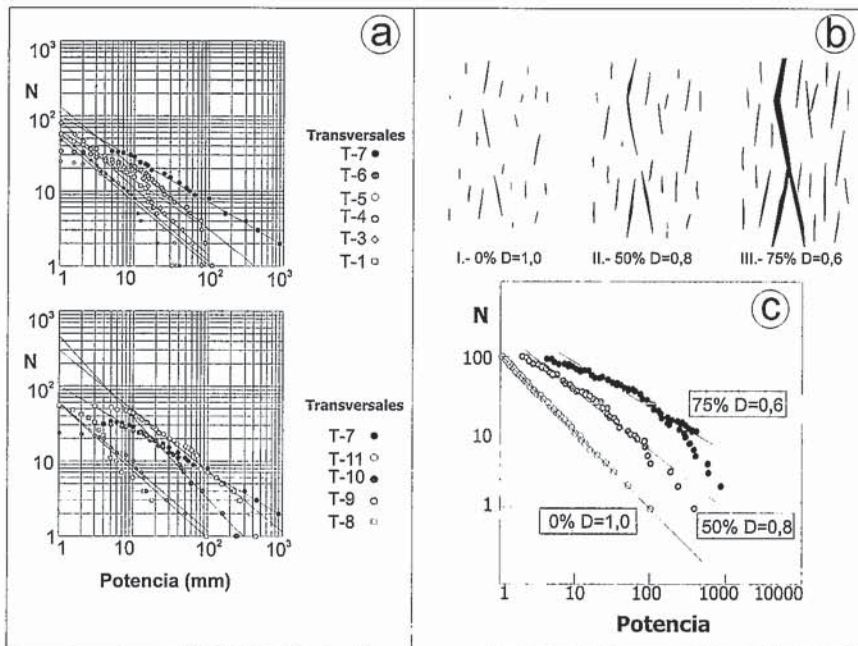 a
10³
N
10²
10
1
1 10 10² 10³
Transversales
T-7
T-6
T-5
T-4
T-3
T-1
10³
N
10²
10
1
1 10 10² 10³
Potencia (mm)
Transversales
T-7
T-11
T-10
T-9
T-8
b
I.- 0% D=1,0 II.- 50% D=0,8 III.- 75% D=0,6
c
N
100
10
1
75% D=0,6
50% D=0,8
0% D=1,0
1 10 100 1000 10000
Potencia